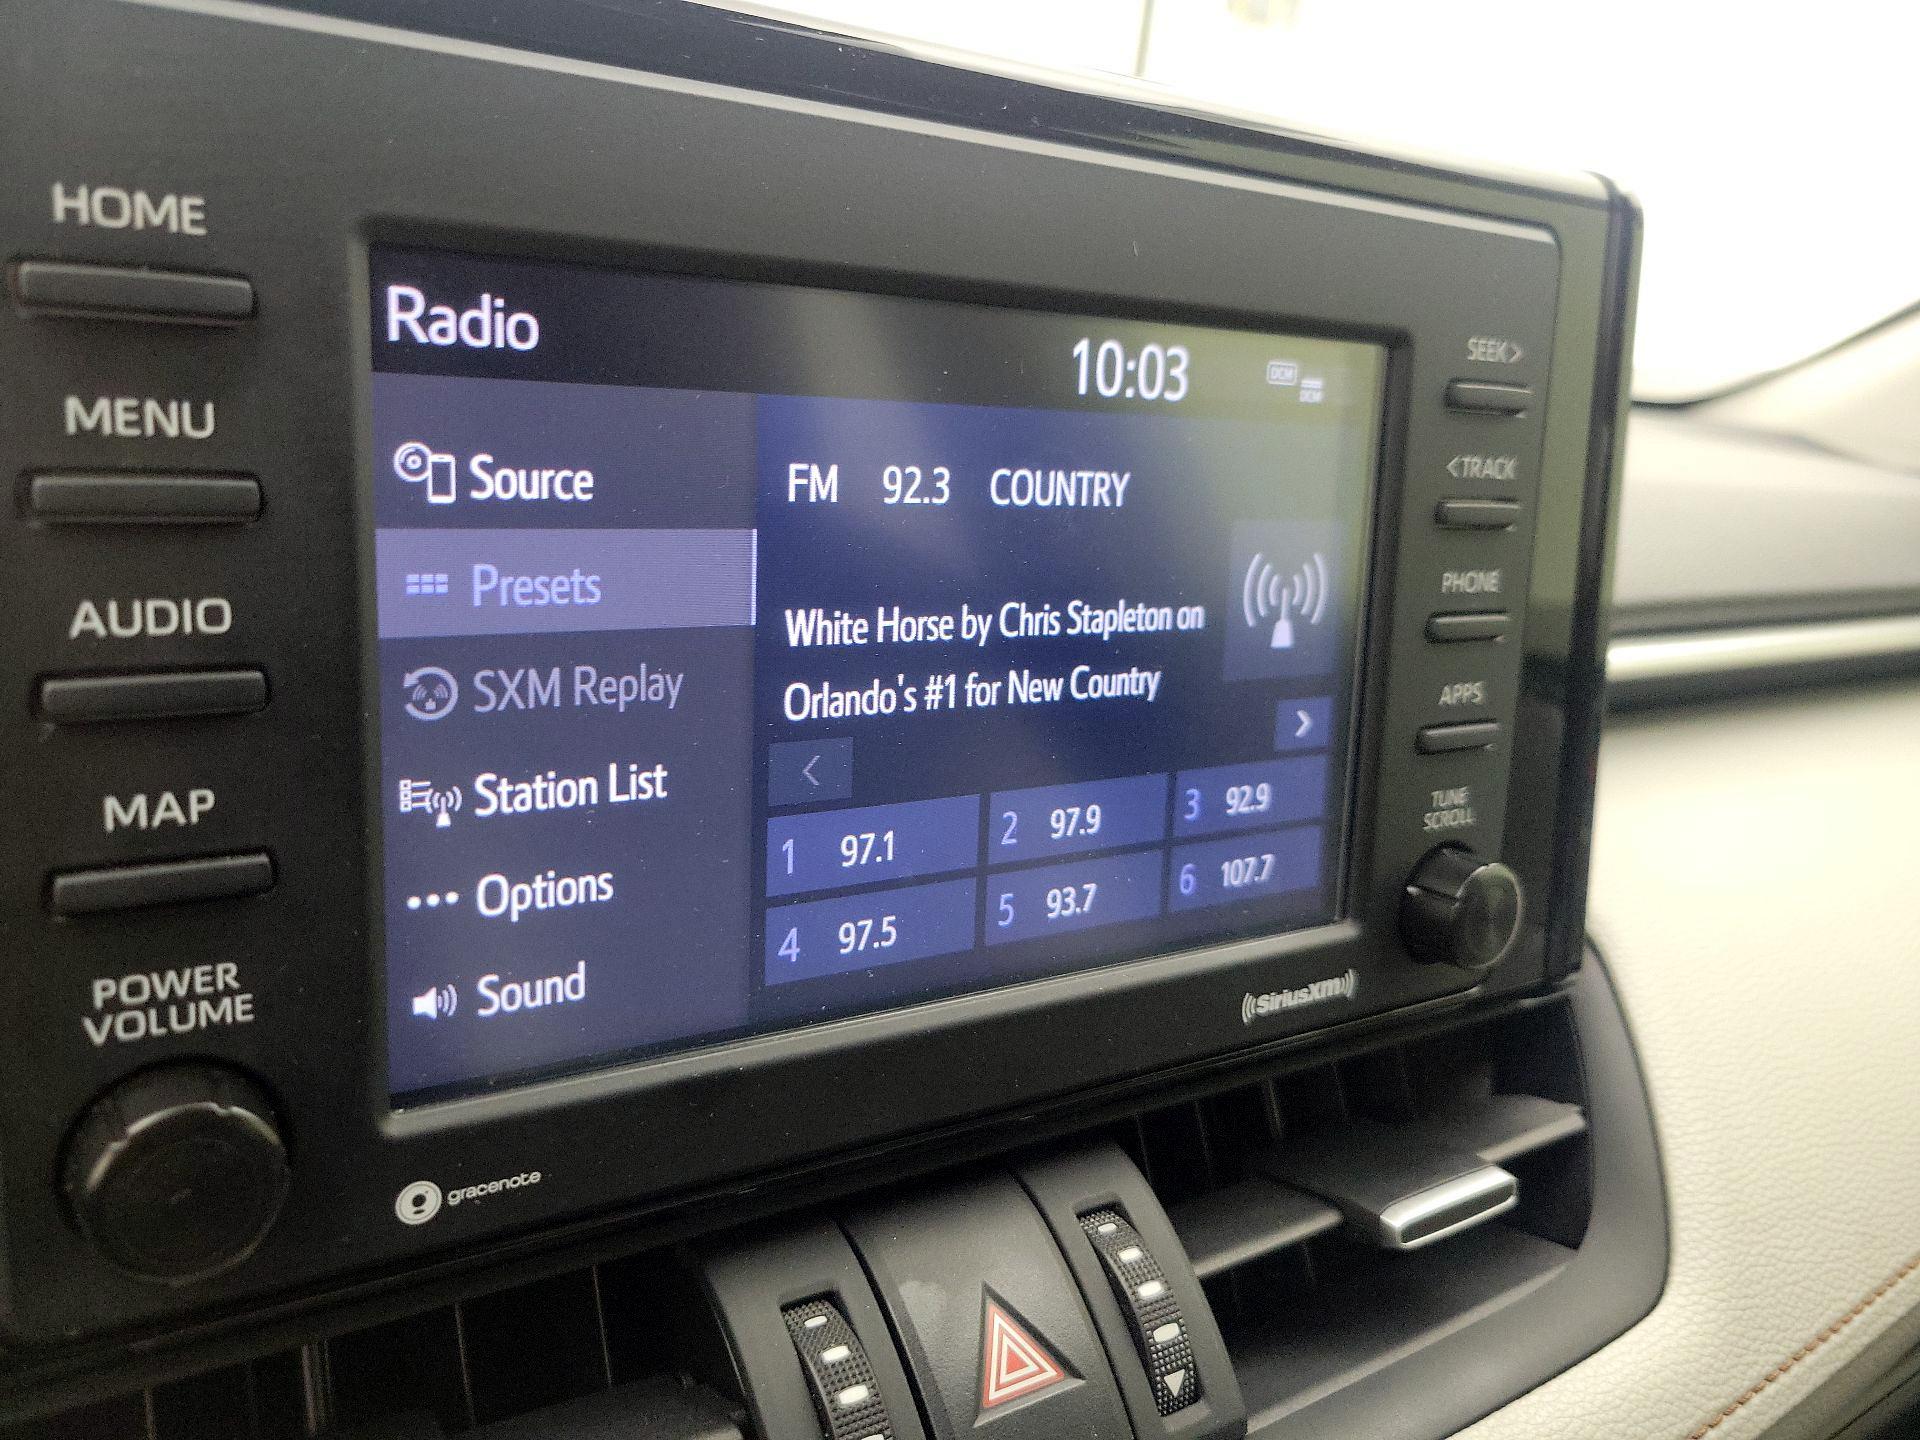 HOME
MENU
AUDIO
MAP
POWER
VOLUME
Radio
10:03
DCM
DCM
Source
Presets
SXM Replay
Station List
Options
Sound
FM 92.3 COUNTRY
White Horse by Chris Stapleton on
Orlando's #1 for New Country
<
>
1 97.1
2 97.9
3 92.9
4 97.5
5 93.7
6 107.7
SEEK>
<TRACK
PHONE
APPS
TUNE
SCROLL
gracenote
((SiriusXM))